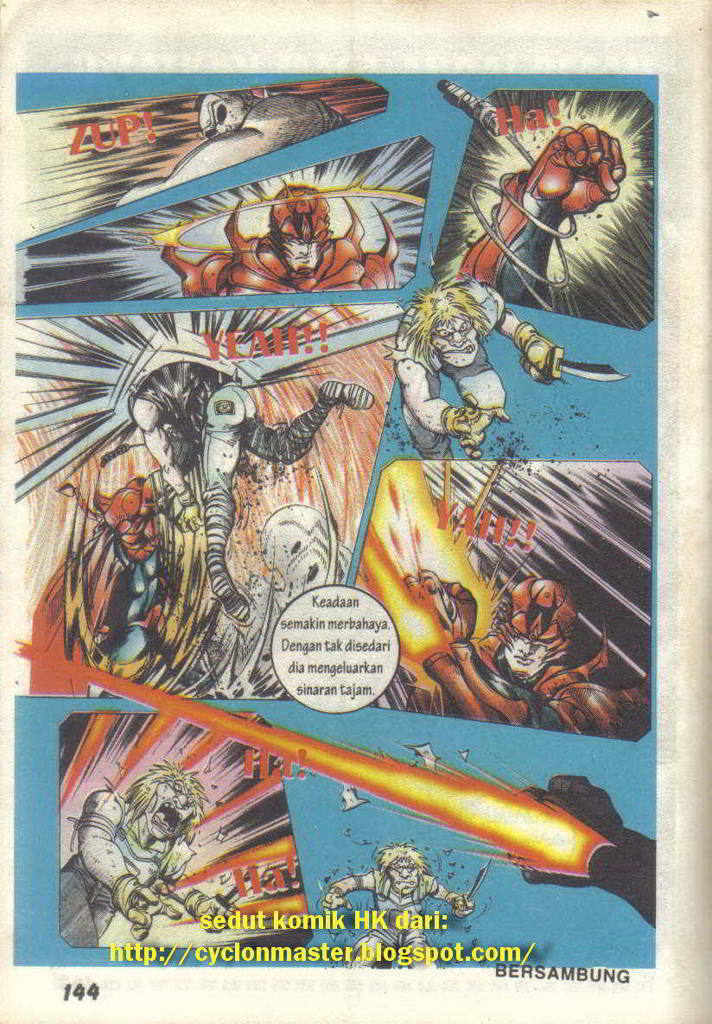 ZUP!
Ha!
YEAH!!
YAH!!
Keadaan
semakin merbahaya.
Dengan tak disedari
dia mengeluarkan
sinaran tajam.
Ha!
Ha!
sedut komik HK dari:
http://cyclonmaster.blogspot.com/
BERSAMBUNG
144